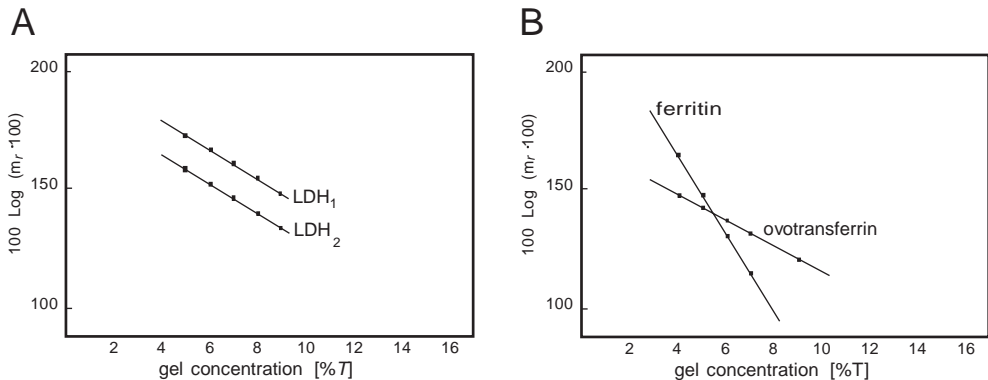 A
200
150
100
100 Log (m𝑟 ·100)
LDH1
LDH2
2 4 6 8 10 12 14 16
gel concentration [%T]
B
200
150
100
100 Log (m𝑟 ·100)
ferritin
ovotransferrin
2 4 6 8 10 12 14 16
gel concentration [%T]